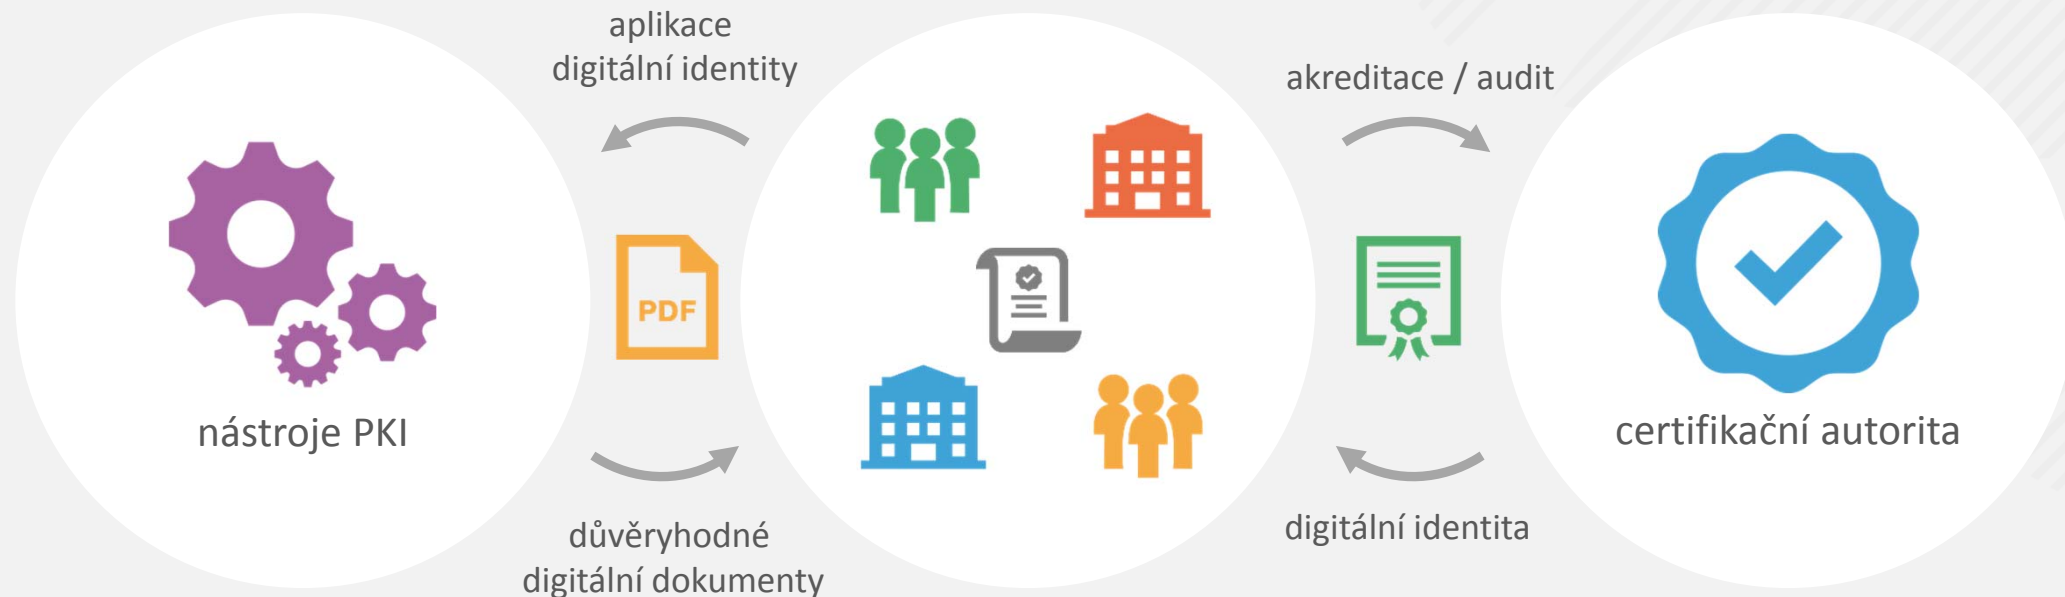 aplikace
digitální identity
akreditace / audit
PDF
nástroje PKI
certifikační autorita
důvěryhodné
digitální dokumenty
digitální identita